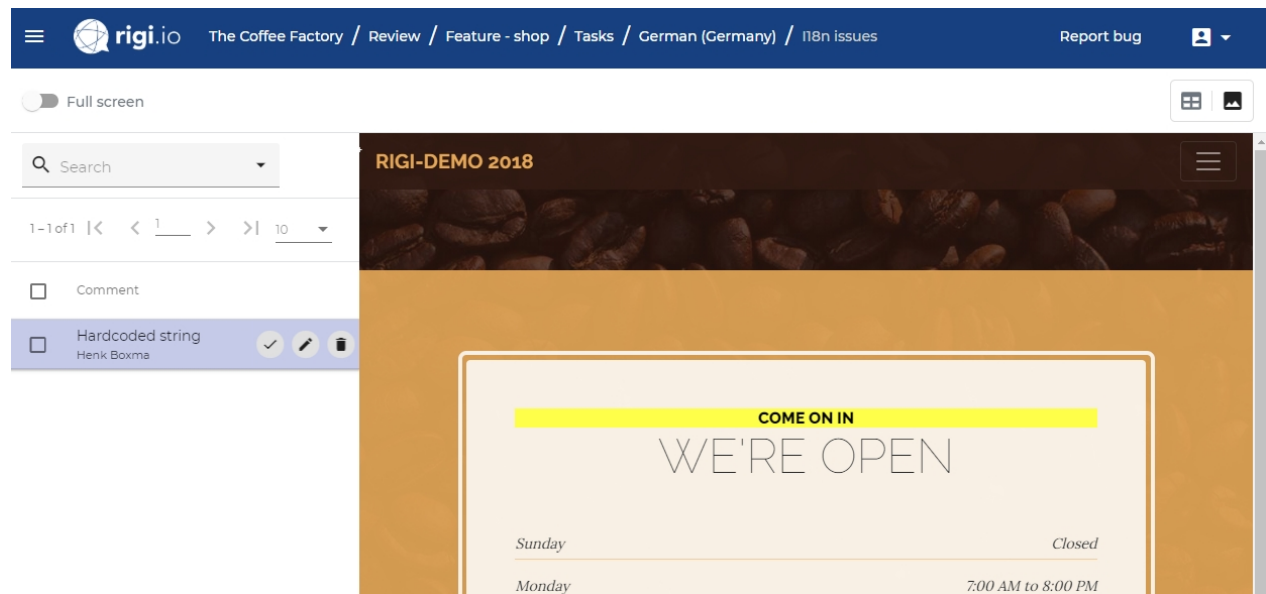 rigi.io The Coffee Factory / Review / Feature - shop / Tasks / German (Germany) / I18n issues Report bug
Full screen
Search
1-1 of 1 1 10
Comment
Hardcoded string
Henk Boxma
RIGI-DEMO 2018
COME ON IN
WE'RE OPEN
Sunday Closed
Monday 7:00 AM to 8:00 PM